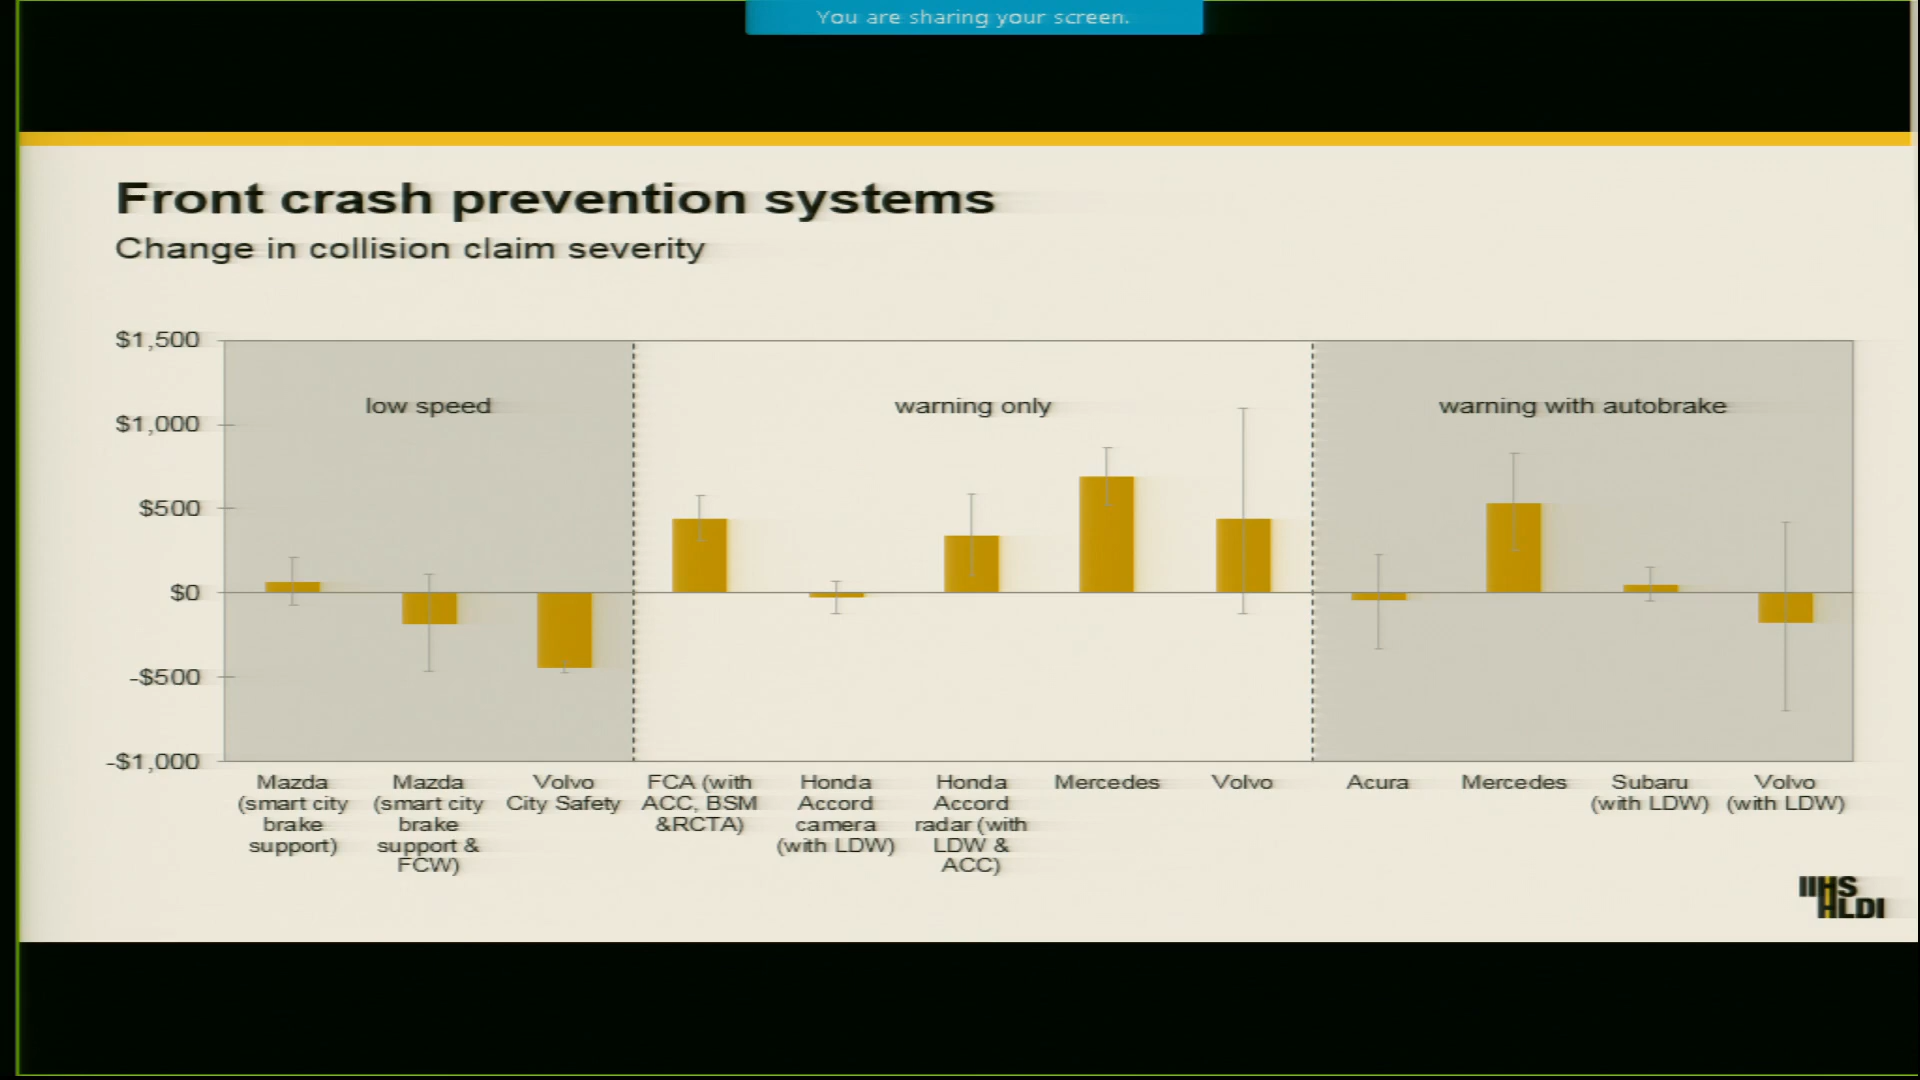 You are sharing your screen.
Front crash prevention systems
Change in collision claim severity
$1,500
$1,000
$500
$0
-$500
-$1,000
low speed
warning only
warning with autobrake
Mazda
(smart city
brake
support)
Mazda
(smart city
brake
support &
FCW)
Volvo
City Safety
FCA (with
ACC, BSM
&RCTA)
Honda
Accord
camera
(with LDW)
Honda
Accord
radar (with
LDW &
ACC)
Mercedes
Volvo
Acura
Mercedes
Subaru
(with LDW)
Volvo
(with LDW)
IIHS
HLDI